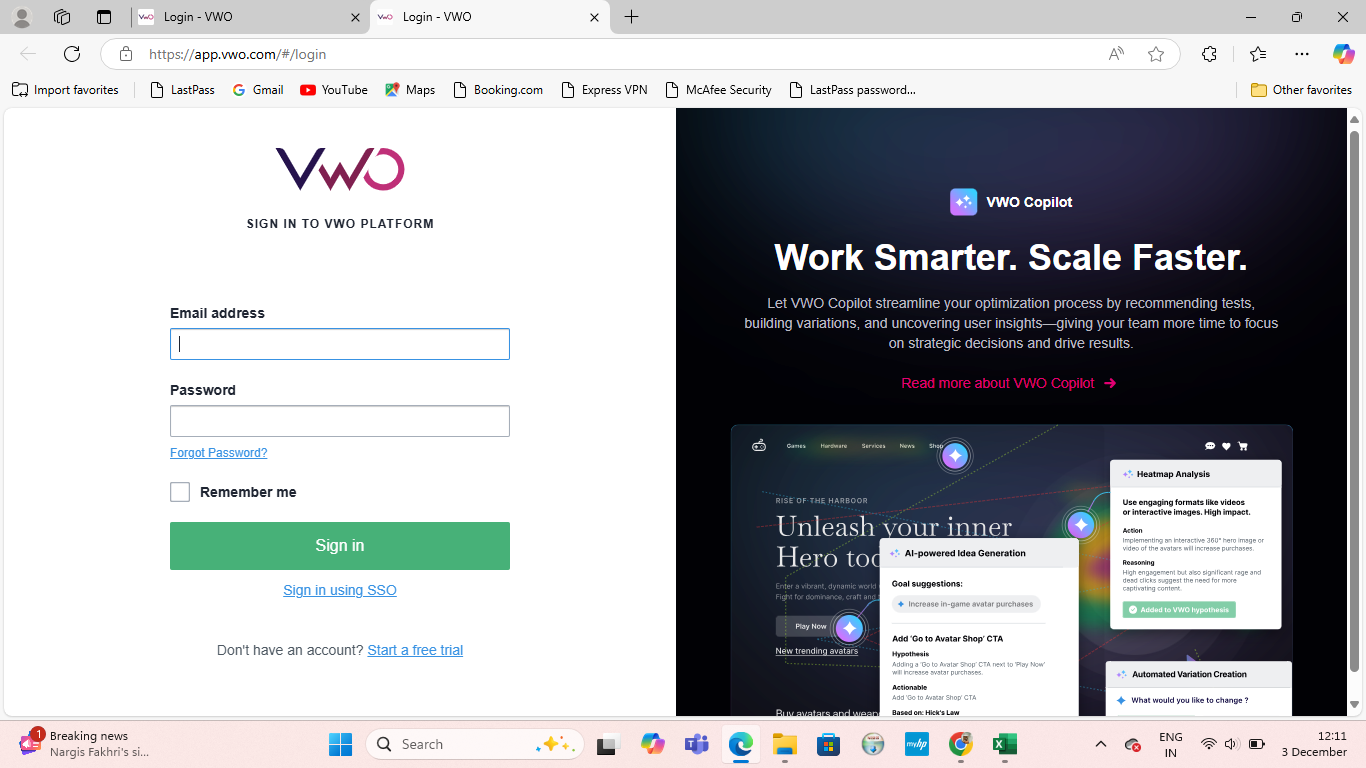 Login - VWO
Login - VWO
https://app.vwo.com/#/login
Import favorites
LastPass
Gmail
YouTube
Maps
Booking.com
Express VPN
McAfee Security
LastPass password...
Other favorites
VWO
SIGN IN TO VWO PLATFORM
Email address
Password
Forgot Password?
Remember me
Sign in
Sign in using SSO
Don't have an account? Start a free trial
VWO Copilot
Work Smarter. Scale Faster.
Let VWO Copilot streamline your optimization process by recommending tests,
building variations, and uncovering user insights—giving your team more time to focus
on strategic decisions and drive results.
Read more about VWO Copilot →
Games Hardware Services News Shop
RISE OF THE HARBOR
Unleash your inner
Hero too
Enter a vibrant, dynamic world
Fight for dominance, craft and
Play Now
New trending avatars
Buy avatars and weap
AI-powered Idea Generation
Goal suggestions:
Increase in-game avatar purchases
Add 'Go to Avatar Shop' CTA
Hypothesis
Adding a 'Go to Avatar Shop' CTA next to 'Play Now'
will increase avatar purchases.
Actionable
Add 'Go to Avatar Shop' CTA
Based on: Hick's Law
Heatmap Analysis
Use engaging formats like videos
or interactive images. High impact.
Action
Implementing an interactive 360° hero image or
video of the avatars will increase purchases.
Reasoning
High engagement but also significant rage and
dead clicks suggest the need for more
captivating content.
Added to VWO hypothesis
Automated Variation Creation
What would you like to change ?
1
Breaking news
Nargis Fakhri's si...
Search
myhp
ENG
IN
12:11
3 December